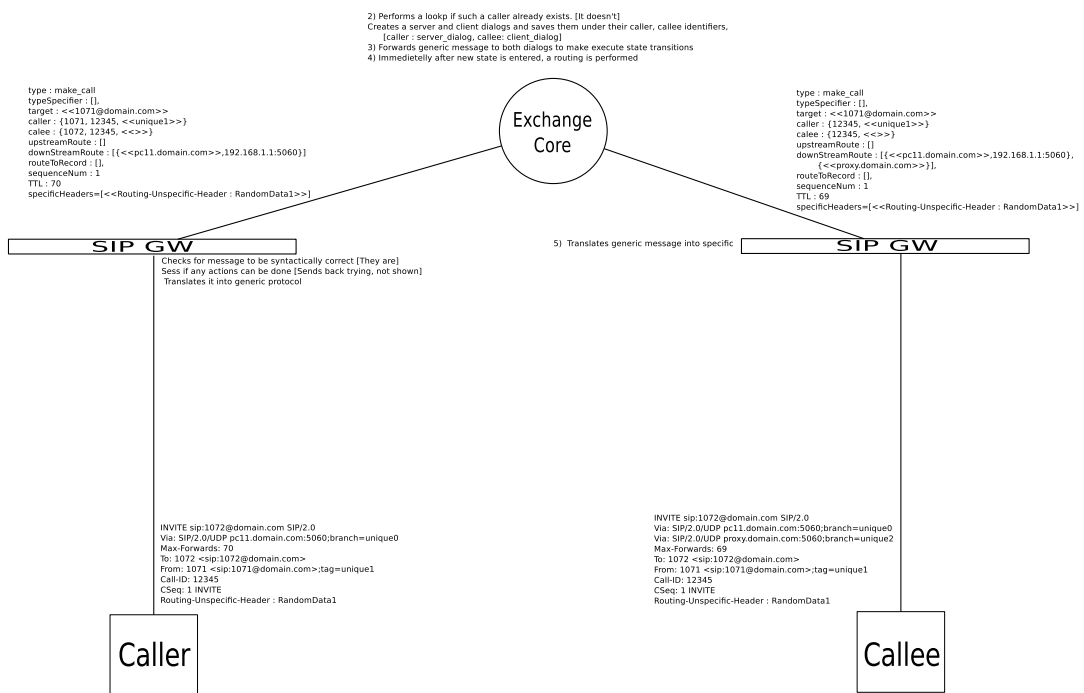 2) Performs a lookp if such a caller already exists. [It doesn't]
Creates a server and client dialogs and saves them under their caller, callee identifiers,
[caller : server_dialog, callee: client_dialog]
3) Forwards generic message to both dialogs to make execute state transitions
4) Immedietelly after new state is entered, a routing is performed
type : make_call
typeSpecifier : [],
target : <<1071@domain.com>>
caller : {1071, 12345, <<unique1>>}
calee : {1072, 12345, <<>>}
upstreamRoute : []
downStreamRoute : [{<<pc11.domain.com>>,192.168.1.1:5060}]
routeToRecord : [],
sequenceNum : 1
TTL : 70
specificHeaders=[<<Routing-Unspecific-Header : RandomData1>>]
Exchange
Core
type : make_call
typeSpecifier : [],
target : <<1071@domain.com>>
caller : {12345, <<unique1>>}
calee : {12345, <<>>}
upstreamRoute : []
downStreamRoute : [{<<pc11.domain.com>>,192.168.1.1:5060},
{<<proxy.domain.com>>}],
routeToRecord : [],
sequenceNum : 1
TTL : 69
specificHeaders=[<<Routing-Unspecific-Header : RandomData1>>]
SIP GW
5) Translates generic message into specific
SIP GW
Checks for message to be syntactically correct [They are]
Sess if any actions can be done [Sends back trying, not shown]
Translates it into generic protocol
INVITE sip:1072@domain.com SIP/2.0
Via: SIP/2.0/UDP pc11.domain.com:5060;branch=unique0
Max-Forwards: 70
To: 1072 <sip:1072@domain.com>
From: 1071 <sip:1071@domain.com>;tag=unique1
Call-ID: 12345
CSeq: 1 INVITE
Routing-Unspecific-Header : RandomData1
INVITE sip:1072@domain.com SIP/2.0
Via: SIP/2.0/UDP pc11.domain.com:5060;branch=unique0
Via: SIP/2.0/UDP proxy.domain.com:5060;branch=unique2
Max-Forwards: 69
To: 1072 <sip:1072@domain.com>
From: 1071 <sip:1071@domain.com>;tag=unique1
Call-ID: 12345
CSeq: 1 INVITE
Routing-Unspecific-Header : RandomData1
Caller
Callee